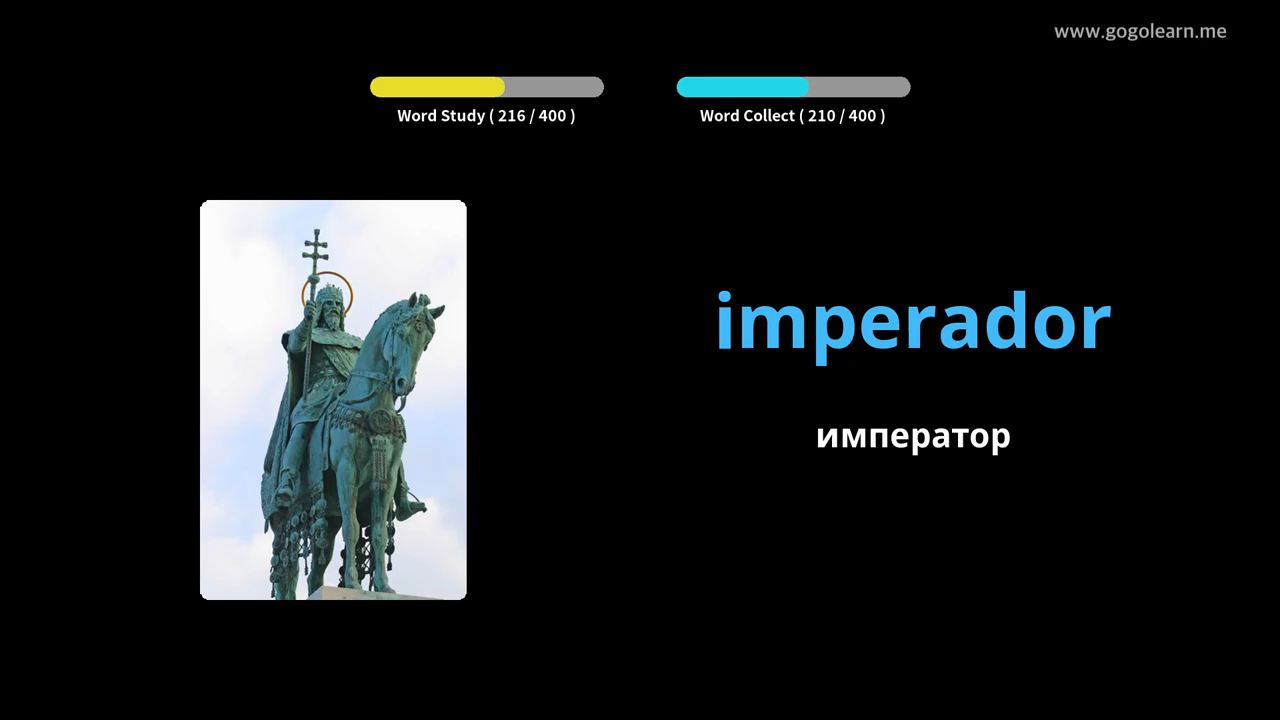 www.gogolearn.me
Word Study ( 216 / 400 )
Word Collect ( 210 / 400 )
imperador
император